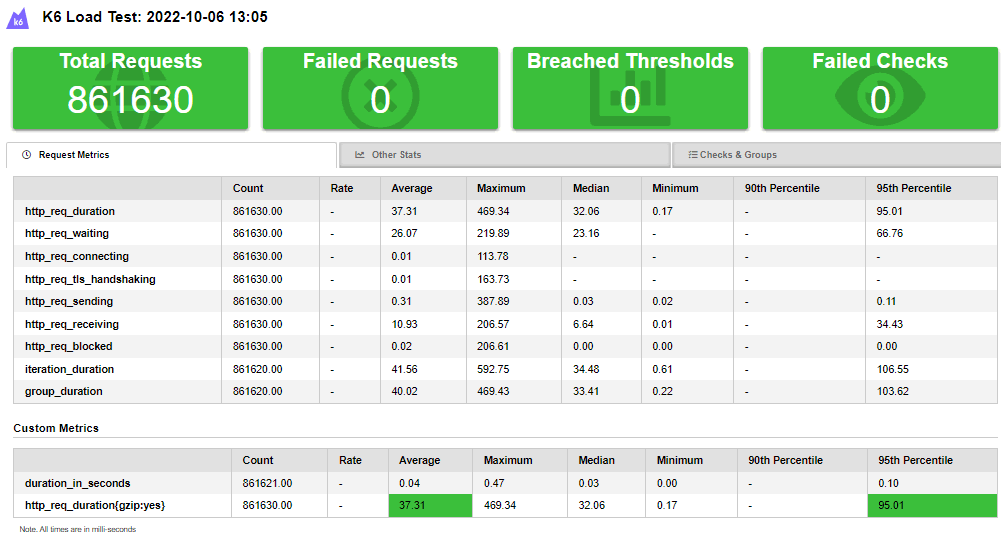 K6 Load Test: 2022-10-06 13:05
Total Requests Failed Requests Breached Thresholds Failed Checks
861630 0 0 0
Request Metrics Other Stats Checks & Groups
Count Rate Average Maximum Median Minimum 90th Percentile 95th Percentile
http_req_duration 861630.00 - 37.31 469.34 32.06 0.17 - 95.01
http_req_waiting 861630.00 - 26.07 219.89 23.16 - - 66.76
http_req_connecting 861630.00 - 0.01 113.78 - - - -
http_req_tls_handshaking 861630.00 - 0.01 163.73 - - - -
http_req_sending 861630.00 - 0.31 387.89 0.03 0.02 - 0.11
http_req_receiving 861630.00 - 10.93 206.57 6.64 0.01 - 34.43
http_req_blocked 861630.00 - 0.02 206.61 0.00 0.00 - 0.00
iteration_duration 861620.00 - 41.56 592.75 34.48 0.61 - 106.55
group_duration 861620.00 - 40.02 469.43 33.41 0.22 - 103.62
Custom Metrics
Count Rate Average Maximum Median Minimum 90th Percentile 95th Percentile
duration_in_seconds 861621.00 - 0.04 0.47 0.03 0.00 - 0.10
http_req_duration{gzip:yes} 861630.00 - 37.31 469.34 32.06 0.17 - 95.01
Note. All times are in milli-seconds